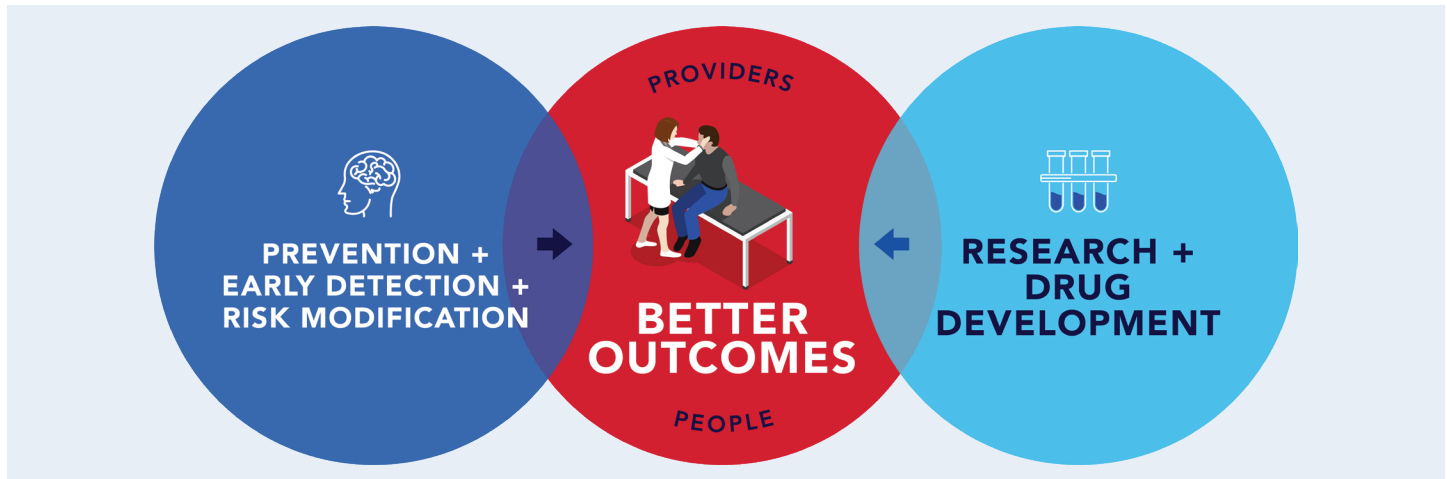 PREVENTION +
EARLY DETECTION +
RISK MODIFICATION
PROVIDERS
BETTER
OUTCOMES
PEOPLE
RESEARCH +
DRUG
DEVELOPMENT